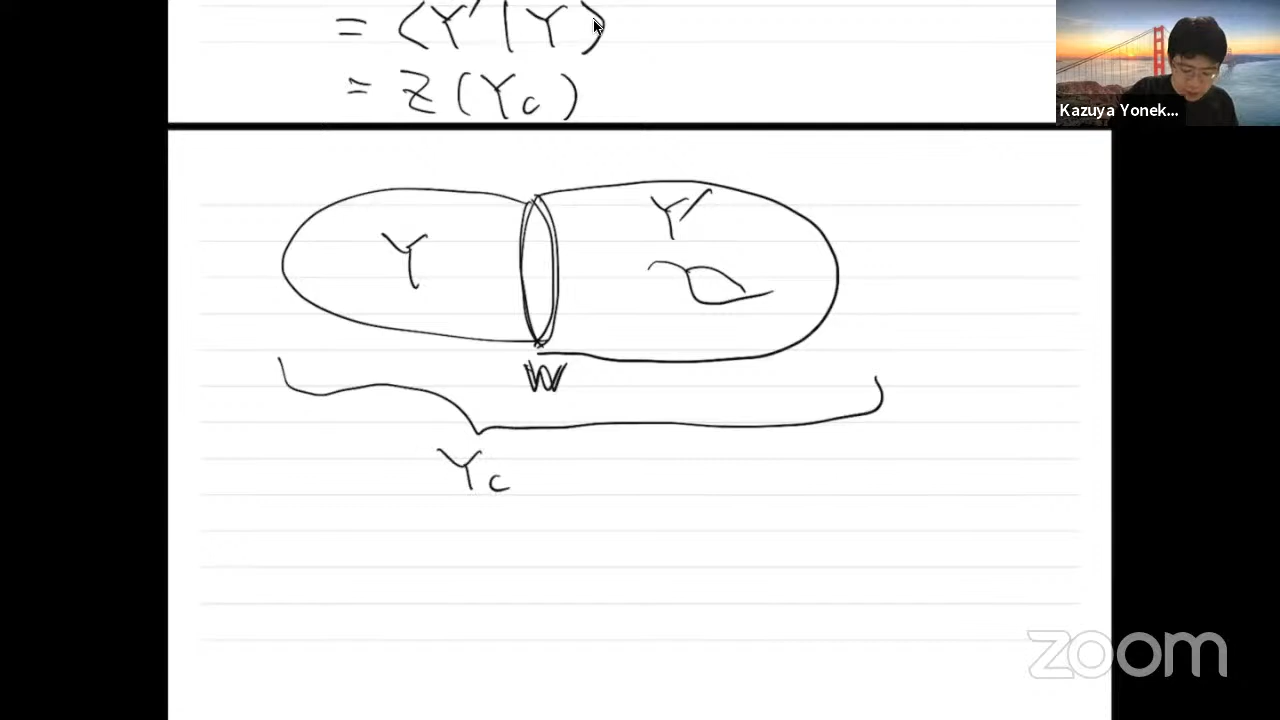 = ⟨Y' | Y⟩
= Z(Yc)
Kazuya Yonek...
Y
Y'
W
Yc
zoom